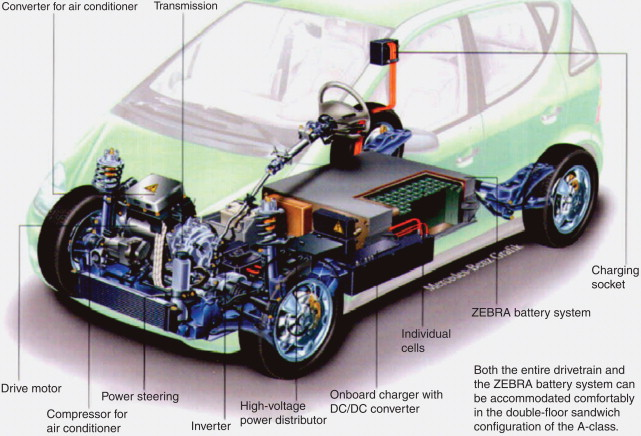 Converter for air conditioner
Transmission
Charging
socket
Mercedes-Benz Grafik
ZEBRA battery system
Individual
cells
Drive motor
Power steering
Compressor for
air conditioner
Inverter
High-voltage
power distributor
Onboard charger with
DC/DC converter
Both the entire drivetrain and
the ZEBRA battery system can
be accommodated comfortably
in the double-floor sandwich
configuration of the A-class.